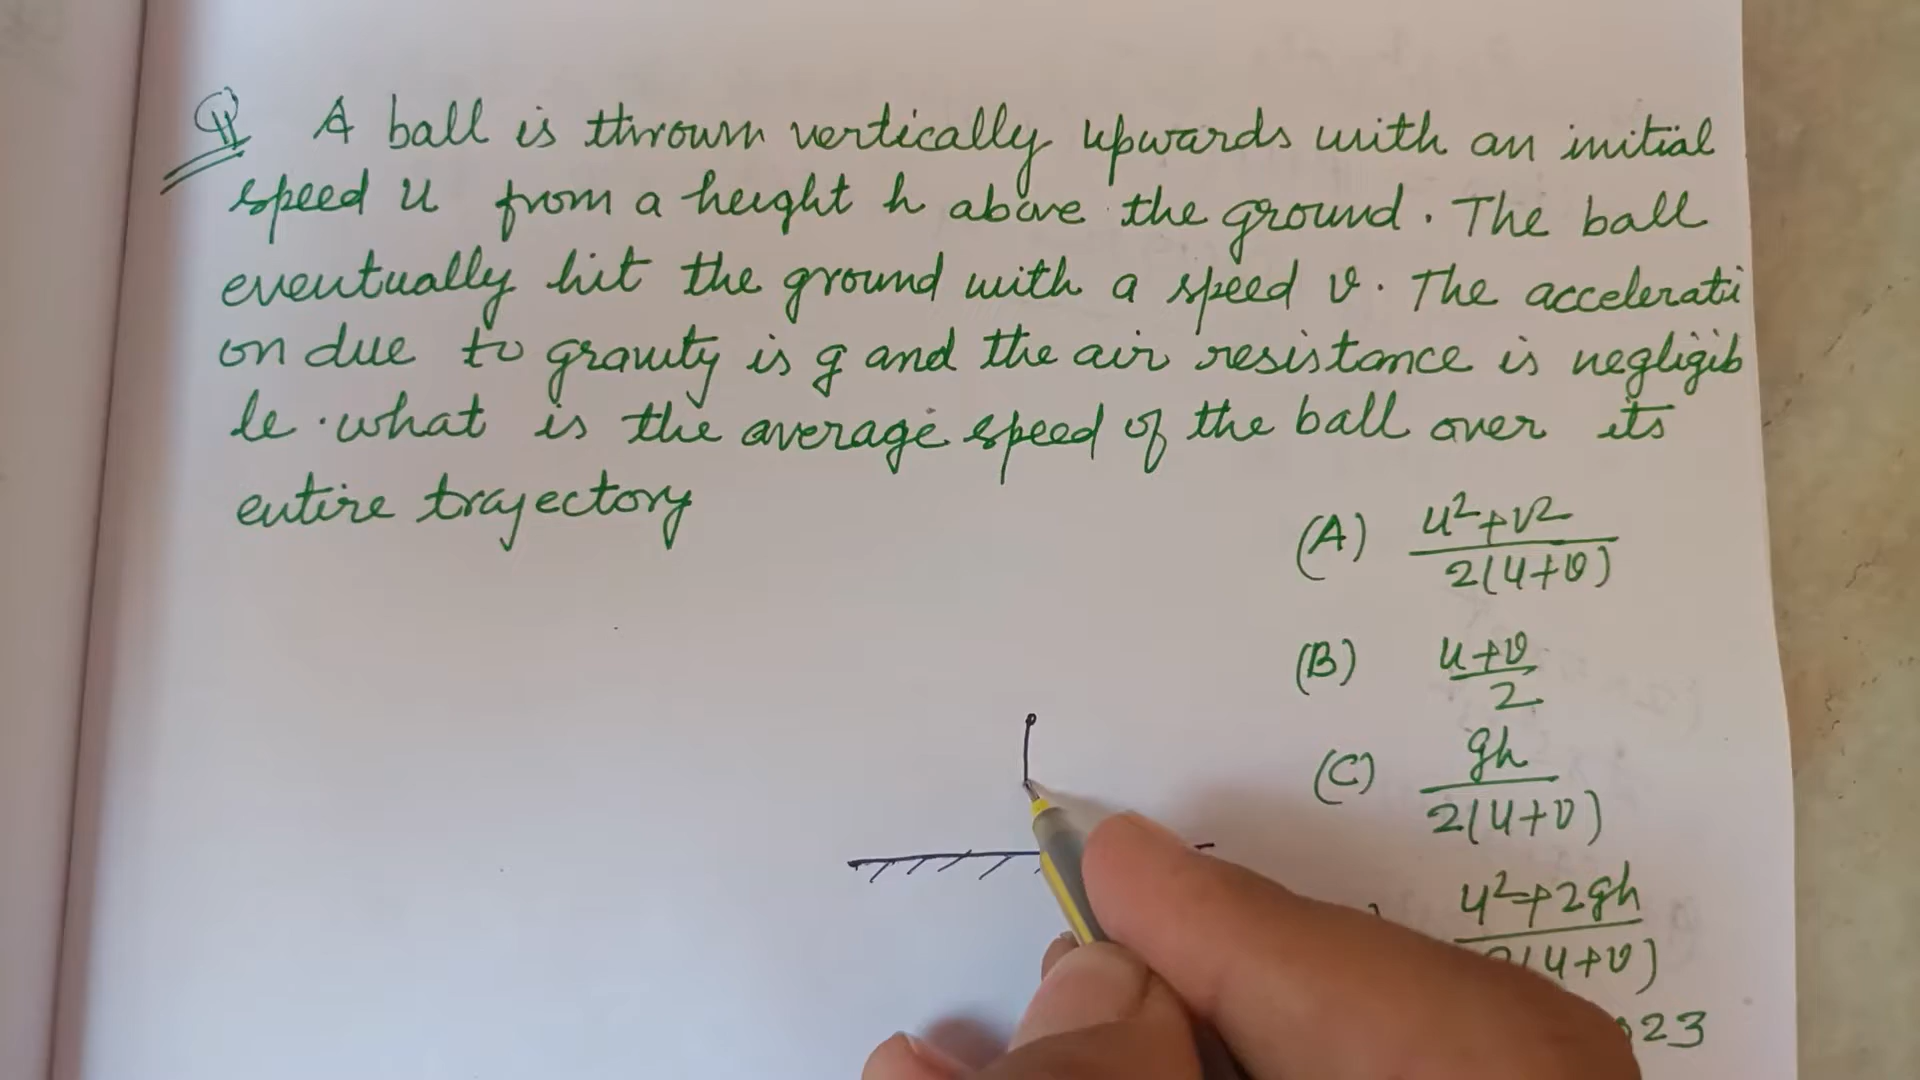 Q A ball is thrown vertically upwards with an initial
speed u from a height h above the ground. The ball
eventually hit the ground with a speed v. The accelerati
on due to gravity is g and the air resistance is negligib
le. what is the average speed of the ball over its
entire trajectory
(A) u²+v² / 2(u+v)
(B) u+v / 2
(C) gh / 2(u+v)
u²+2gh / (u+v)
23